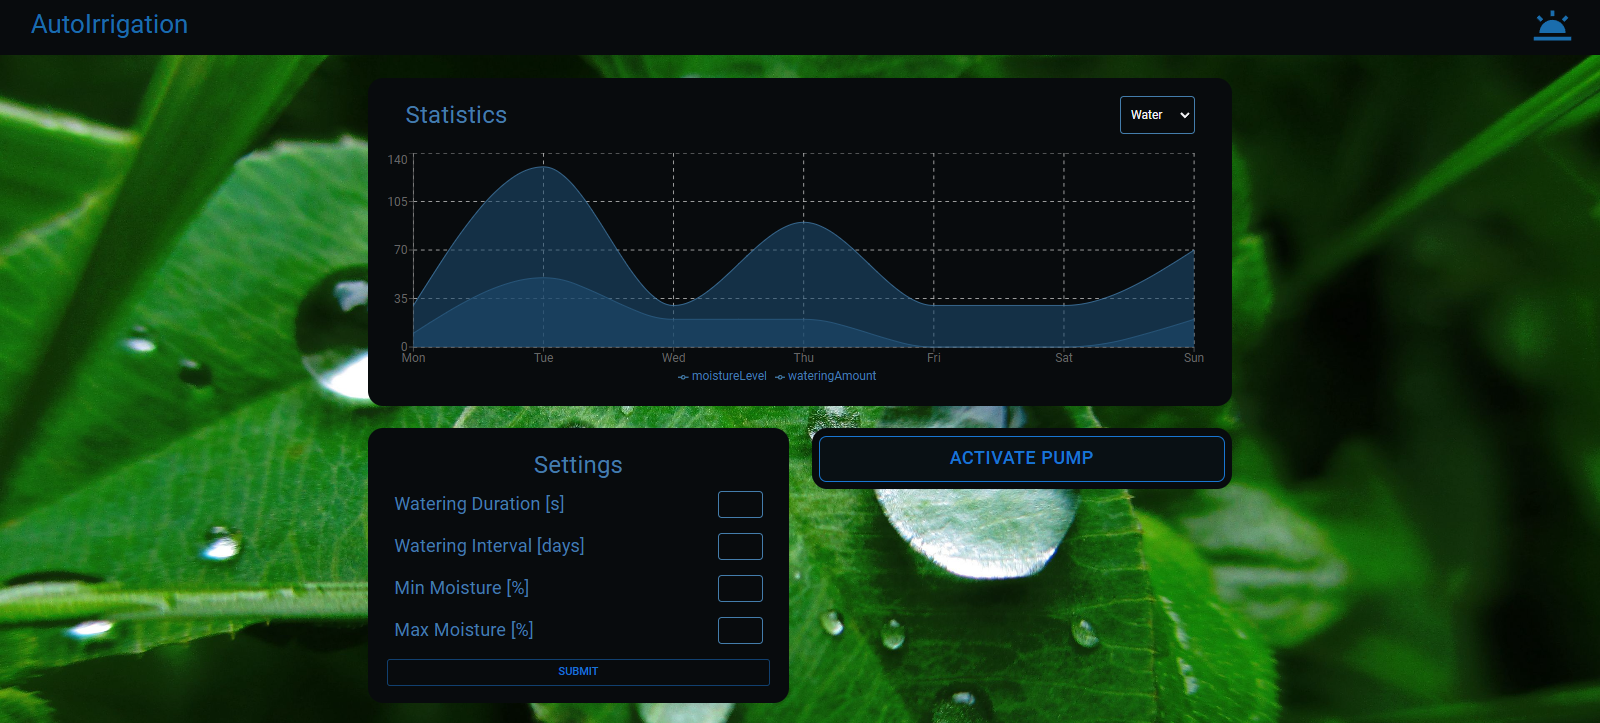 AutoIrrigation
Statistics
Water
140
105
70
35
0
Mon Tue Wed Thu Fri Sat Sun
moistureLevel wateringAmount
Settings
Watering Duration [s]
Watering Interval [days]
Min Moisture [%]
Max Moisture [%]
SUBMIT
ACTIVATE PUMP